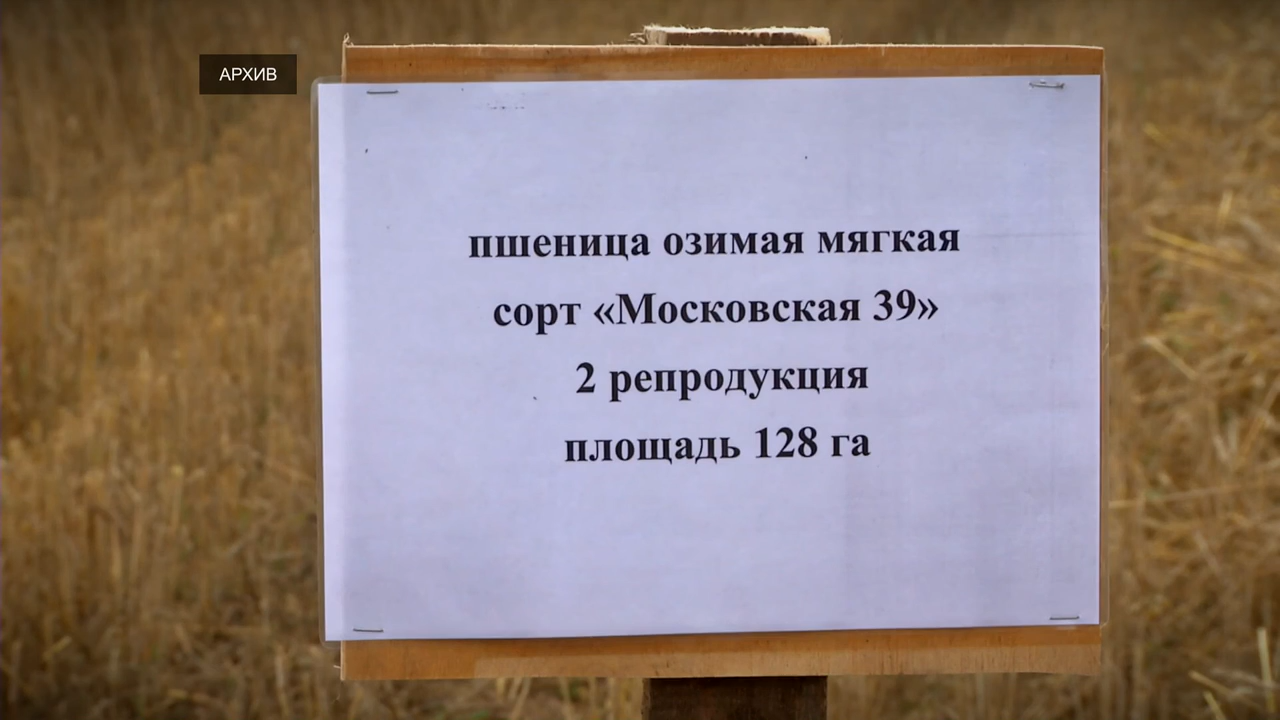 АРХИВ
пшеница озимая мягкая
сорт «Московская 39»
2 репродукция
площадь 128 га